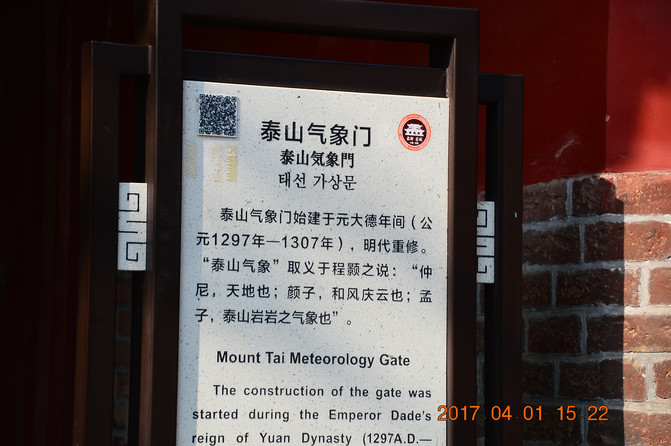 泰山气象门
泰山気象門
태선 가상문
泰山气象门始建于元大德年间（公
元1297年—1307年），明代重修。
“泰山气象”取义于程颢之说：“仲
尼，天地也；颜子，和风庆云也；孟
子，泰山岩岩之气象也”。
Mount Tai Meteorology Gate
The construction of the gate was
started during the Emperor Dade's
reign of Yuan Dynasty (1297A.D.—
2017 04 01 15 22